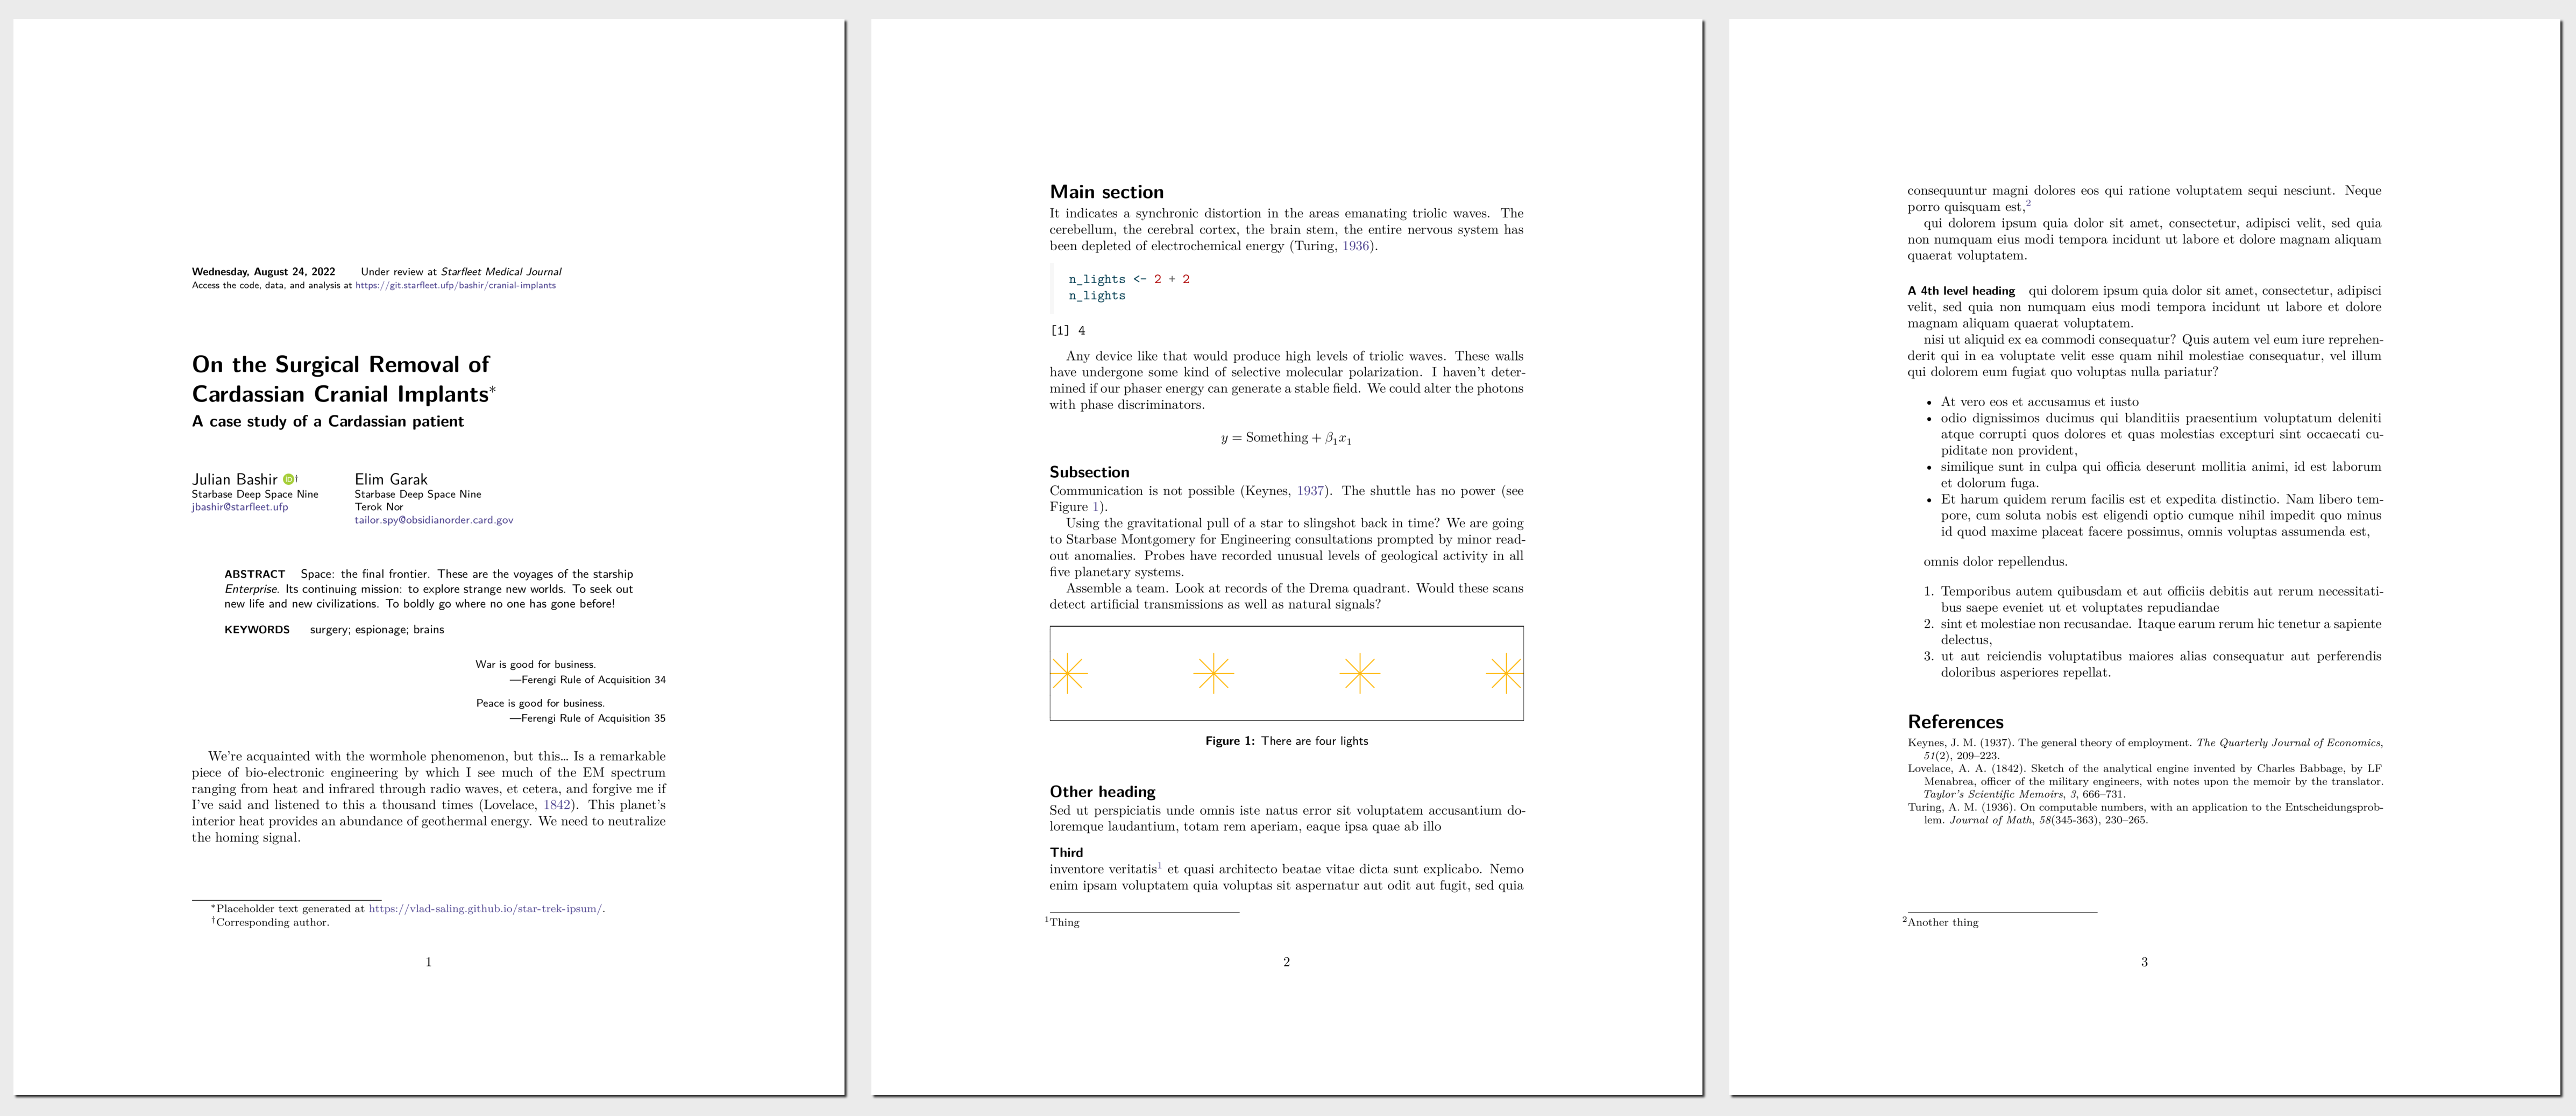 Wednesday, August 24, 2022 Under review at Starfleet Medical Journal
Access the code, data, and analysis at https://git.starfleet.ufp/bashir/cranial-implants
On the Surgical Removal of
Cardassian Cranial Implants*
A case study of a Cardassian patient
Julian Bashir iD†
Starbase Deep Space Nine
jbashir@starfleet.ufp
Elim Garak
Starbase Deep Space Nine
Terok Nor
tailor.spy@obsidianorder.card.gov
ABSTRACT Space: the final frontier. These are the voyages of the starship
Enterprise. Its continuing mission: to explore strange new worlds. To seek out
new life and new civilizations. To boldly go where no one has gone before!
KEYWORDS surgery; espionage; brains
War is good for business.
—Ferengi Rule of Acquisition 34
Peace is good for business.
—Ferengi Rule of Acquisition 35
We're acquainted with the wormhole phenomenon, but this… Is a remarkable
piece of bio-electronic engineering by which I see much of the EM spectrum
ranging from heat and infrared through radio waves, et cetera, and forgive me if
I've said and listened to this a thousand times (Lovelace, 1842). This planet's
interior heat provides an abundance of geothermal energy. We need to neutralize
the homing signal.
*Placeholder text generated at https://vlad-saling.github.io/star-trek-ipsum/.
†Corresponding author.
1
Main section
It indicates a synchronic distortion in the areas emanating triolic waves. The
cerebellum, the cerebral cortex, the brain stem, the entire nervous system has
been depleted of electrochemical energy (Turing, 1936).
n_lights <- 2 + 2
n_lights
[1] 4
Any device like that would produce high levels of triolic waves. These walls
have undergone some kind of selective molecular polarization. I haven't deter-
mined if our phaser energy can generate a stable field. We could alter the photons
with phase discriminators.
y = Something + β₁x₁
Subsection
Communication is not possible (Keynes, 1937). The shuttle has no power (see
Figure 1).
Using the gravitational pull of a star to slingshot back in time? We are going
to Starbase Montgomery for Engineering consultations prompted by minor read-
out anomalies. Probes have recorded unusual levels of geological activity in all
five planetary systems.
Assemble a team. Look at records of the Drema quadrant. Would these scans
detect artificial transmissions as well as natural signals?
Figure 1: There are four lights
Other heading
Sed ut perspiciatis unde omnis iste natus error sit voluptatem accusantium do-
loremque laudantium, totam rem aperiam, eaque ipsa quae ab illo
Third
inventore veritatis¹ et quasi architecto beatae vitae dicta sunt explicabo. Nemo
enim ipsam voluptatem quia voluptas sit aspernatur aut odit aut fugit, sed quia
¹Thing
2
consequuntur magni dolores eos qui ratione voluptatem sequi nesciunt. Neque
porro quisquam est,²
qui dolorem ipsum quia dolor sit amet, consectetur, adipisci velit, sed quia
non numquam eius modi tempora incidunt ut labore et dolore magnam aliquam
quaerat voluptatem.
A 4th level heading qui dolorem ipsum quia dolor sit amet, consectetur, adipisci
velit, sed quia non numquam eius modi tempora incidunt ut labore et dolore
magnam aliquam quaerat voluptatem.
nisi ut aliquid ex ea commodi consequatur? Quis autem vel eum iure reprehen-
derit qui in ea voluptate velit esse quam nihil molestiae consequatur, vel illum
qui dolorem eum fugiat quo voluptas nulla pariatur?
• At vero eos et accusamus et iusto
• odio dignissimos ducimus qui blanditiis praesentium voluptatum deleniti
atque corrupti quos dolores et quas molestias excepturi sint occaecati cu-
piditate non provident,
• similique sunt in culpa qui officia deserunt mollitia animi, id est laborum
et dolorum fuga.
• Et harum quidem rerum facilis est et expedita distinctio. Nam libero tem-
pore, cum soluta nobis est eligendi optio cumque nihil impedit quo minus
id quod maxime placeat facere possimus, omnis voluptas assumenda est,
omnis dolor repellendus.
1. Temporibus autem quibusdam et aut officiis debitis aut rerum necessitati-
bus saepe eveniet ut et voluptates repudiandae
2. sint et molestiae non recusandae. Itaque earum rerum hic tenetur a sapiente
delectus,
3. ut aut reiciendis voluptatibus maiores alias consequatur aut perferendis
doloribus asperiores repellat.
References
Keynes, J. M. (1937). The general theory of employment. The Quarterly Journal of Economics,
51(2), 209–223.
Lovelace, A. A. (1842). Sketch of the analytical engine invented by Charles Babbage, by LF
Menabrea, officer of the military engineers, with notes upon the memoir by the translator.
Taylor's Scientific Memoirs, 3, 666–731.
Turing, A. M. (1936). On computable numbers, with an application to the Entscheidungsprob-
lem. Journal of Math, 58(345-363), 230–265.
²Another thing
3